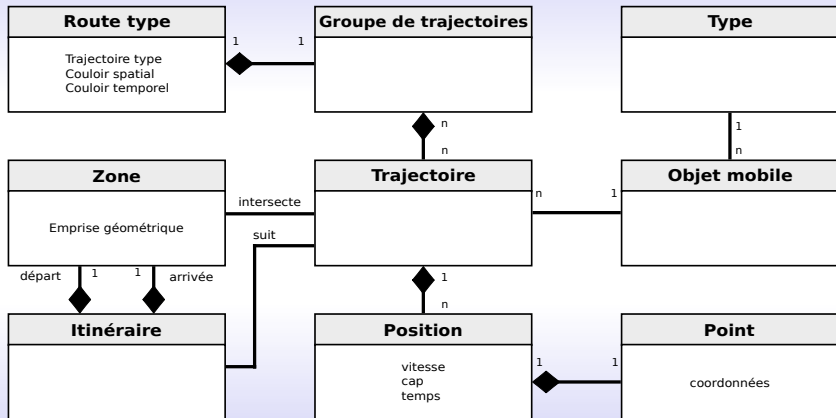 Route type
Trajectoire type
Couloir spatial
Couloir temporel
1
1
Groupe de trajectoires
Type
n
n
1
n
Zone
Emprise géométrique
intersecte
suit
Trajectoire
n
1
Objet mobile
départ
1
1
arrivée
1
n
Itinéraire
Position
vitesse
cap
temps
1
1
Point
coordonnées